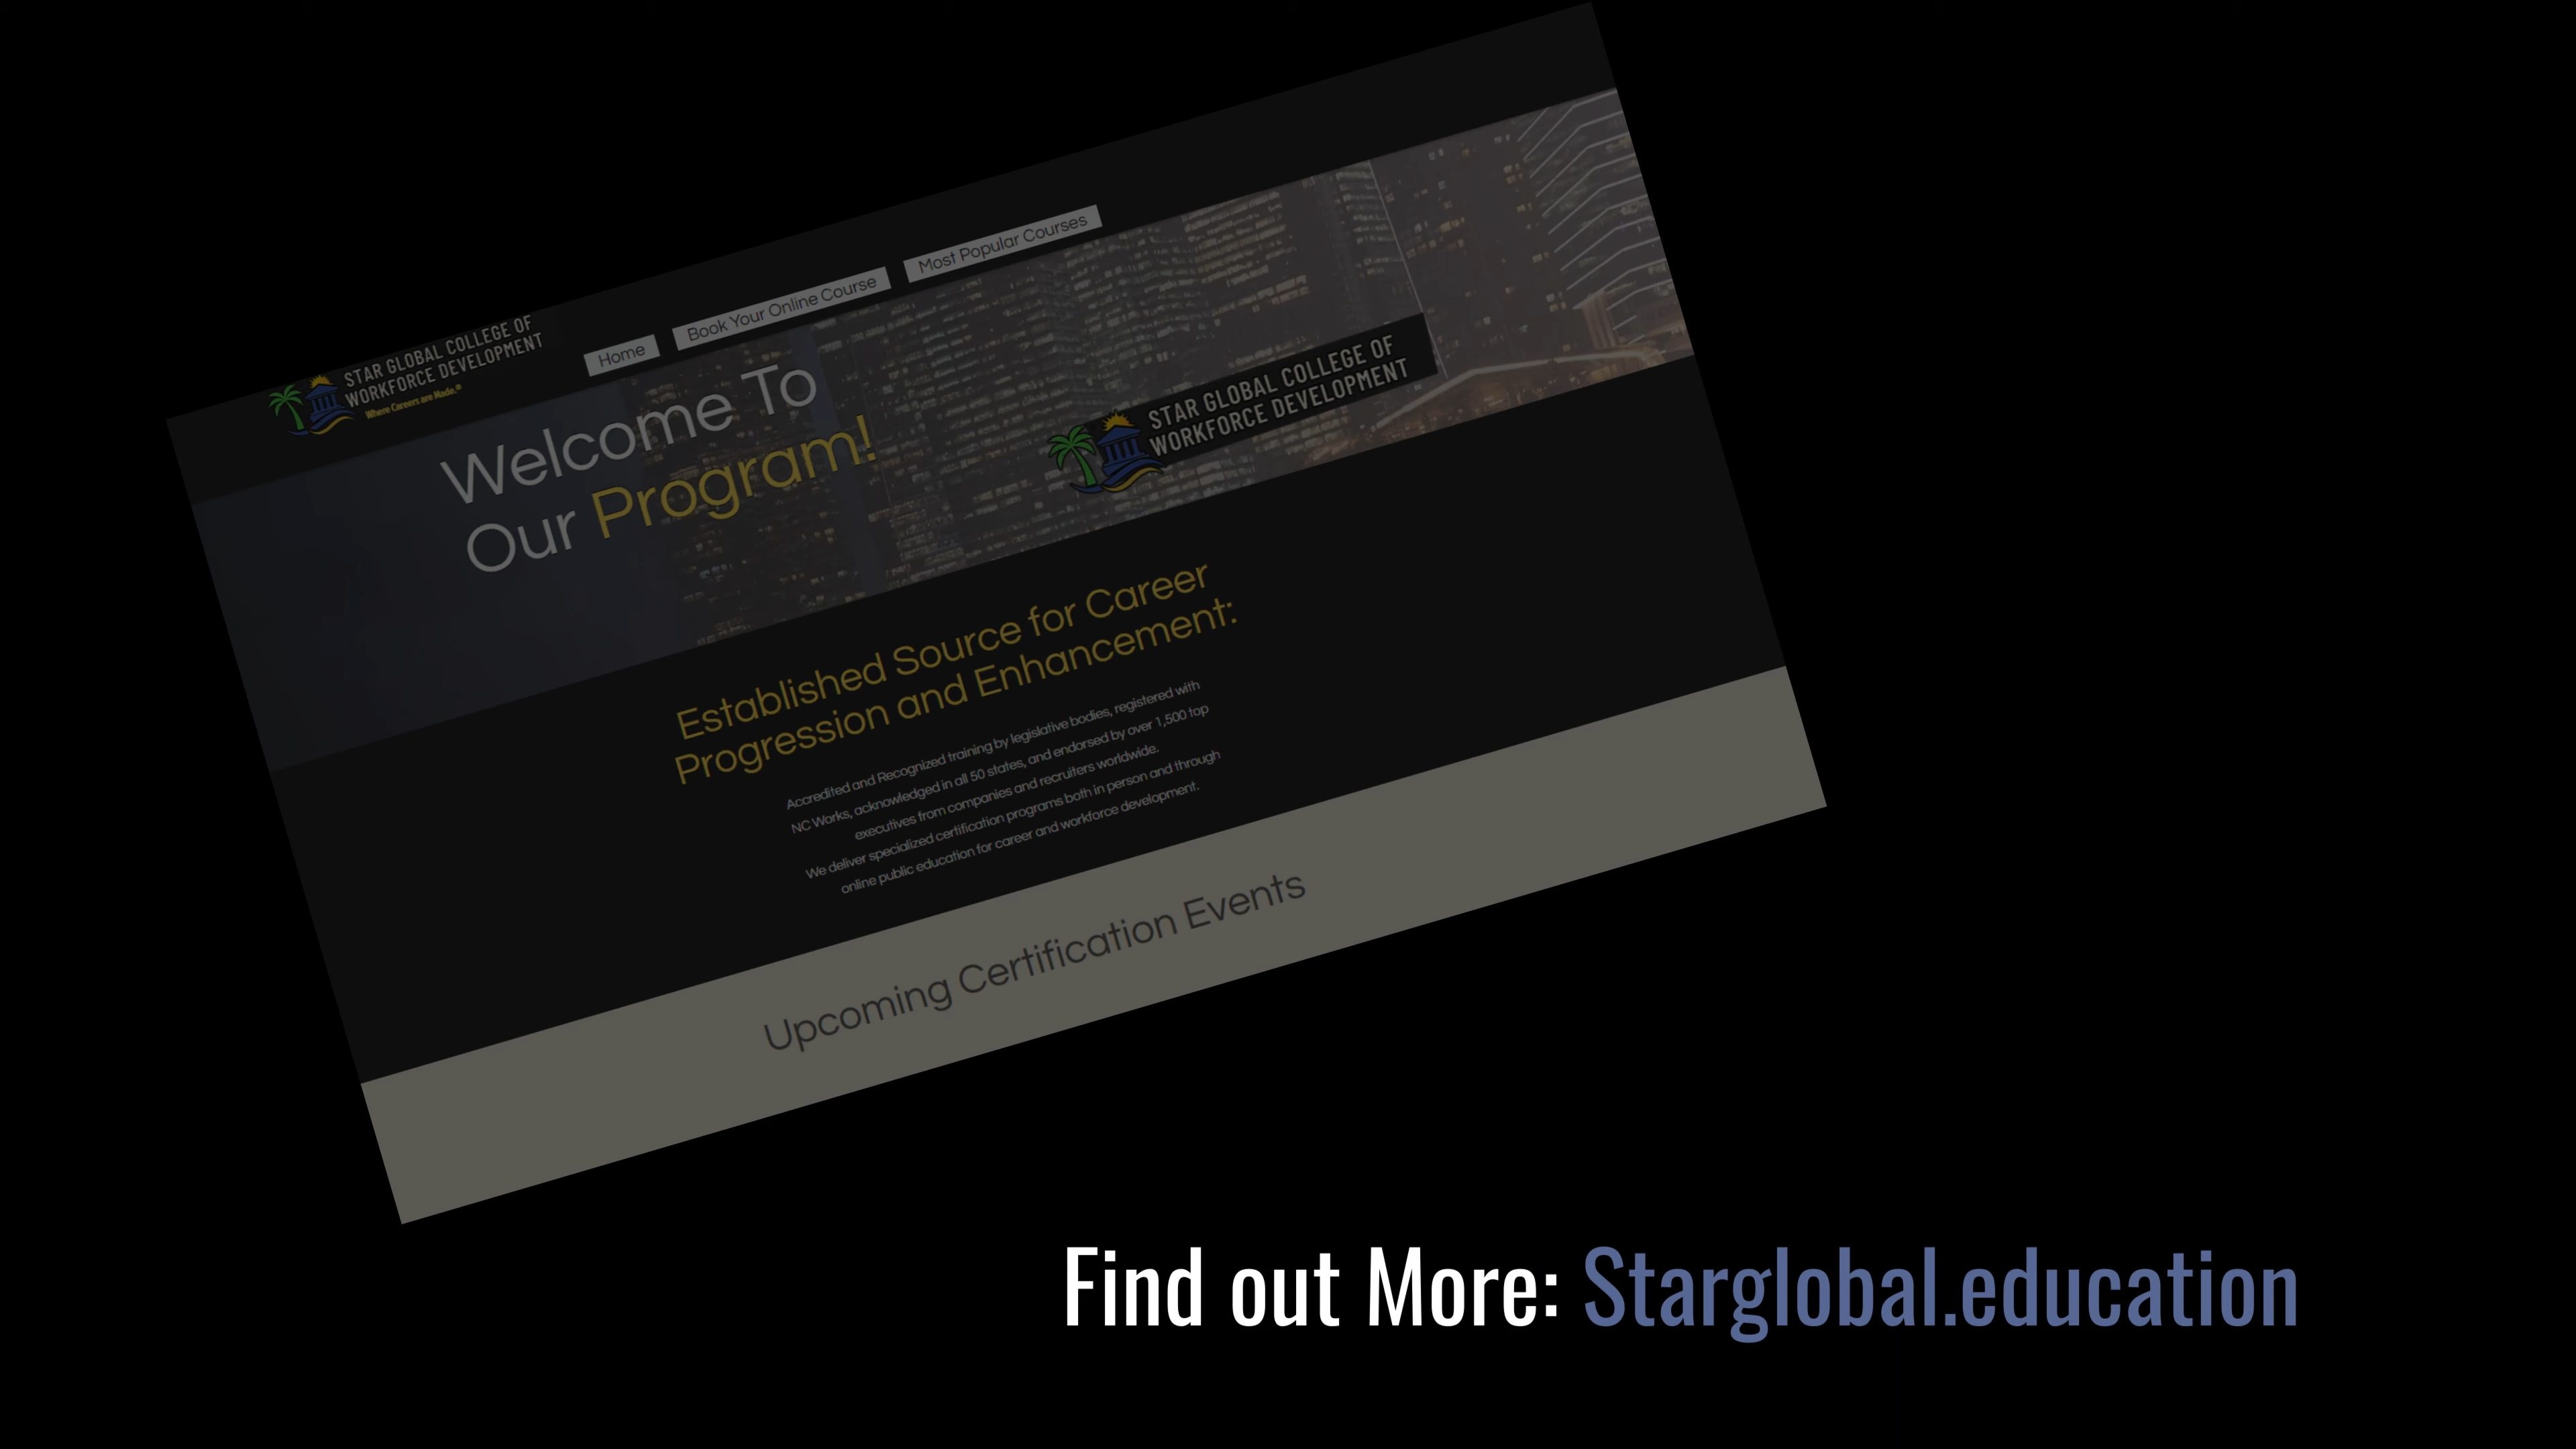 STAR GLOBAL COLLEGE OF
WORKFORCE DEVELOPMENT
Where Careers are Made.®
Home
Book Your Online Course
Most Popular Courses
Welcome To
Our Program!
STAR GLOBAL COLLEGE OF
WORKFORCE DEVELOPMENT
Established Source for Career
Progression and Enhancement:
Accredited and Recognized training by legislative bodies, registered with
NC Works, acknowledged in all 50 states, and endorsed by over 1,500 top
executives from companies and recruiters worldwide.
We deliver specialized certification programs both in person and through
online public education for career and workforce development.
Upcoming Certification Events
Find out More: Starglobal.education